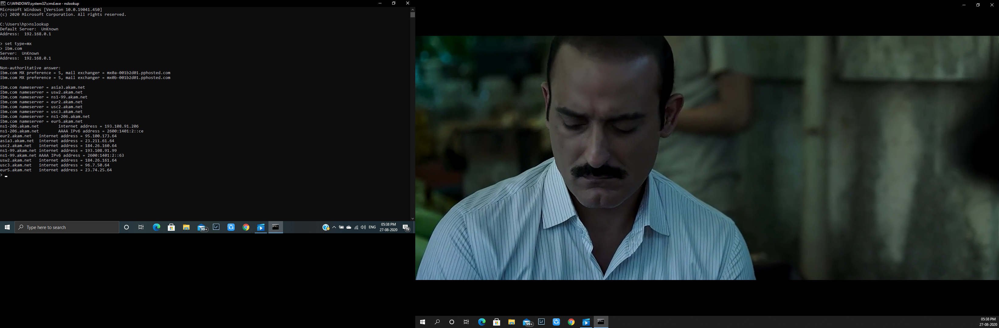 C:\WINDOWS\system32\cmd.exe - nslookup
Microsoft Windows [Version 10.0.19041.450]
(c) 2020 Microsoft Corporation. All rights reserved.
C:\Users\hp>nslookup
Default Server:  UnKnown
Address:  192.168.0.1
> set type=mx
> ibm.com
Server:  UnKnown
Address:  192.168.0.1
Non-authoritative answer:
ibm.com MX preference = 5, mail exchanger = mx0a-001b2d01.pphosted.com
ibm.com MX preference = 5, mail exchanger = mx0b-001b2d01.pphosted.com
ibm.com nameserver = asia3.akam.net
ibm.com nameserver = usw2.akam.net
ibm.com nameserver = ns1-99.akam.net
ibm.com nameserver = eur2.akam.net
ibm.com nameserver = usc2.akam.net
ibm.com nameserver = usc3.akam.net
ibm.com nameserver = ns1-206.akam.net
ibm.com nameserver = eur5.akam.net
ns1-206.akam.net        internet address = 193.108.91.206
ns1-206.akam.net        AAAA IPv6 address = 2600:1401:2::ce
eur2.akam.net   internet address = 95.100.173.64
asia3.akam.net  internet address = 23.211.61.64
usc2.akam.net   internet address = 184.26.160.64
ns1-99.akam.net internet address = 193.108.91.99
ns1-99.akam.net AAAA IPv6 address = 2600:1401:2::63
usw2.akam.net   internet address = 184.26.161.64
usc3.akam.net   internet address = 96.7.50.64
eur5.akam.net   internet address = 23.74.25.64
>
Type here to search
99+
Lr
ENG
05:38 PM
27-08-2020
19
99+
Lr
05:38 PM
27-08-2020